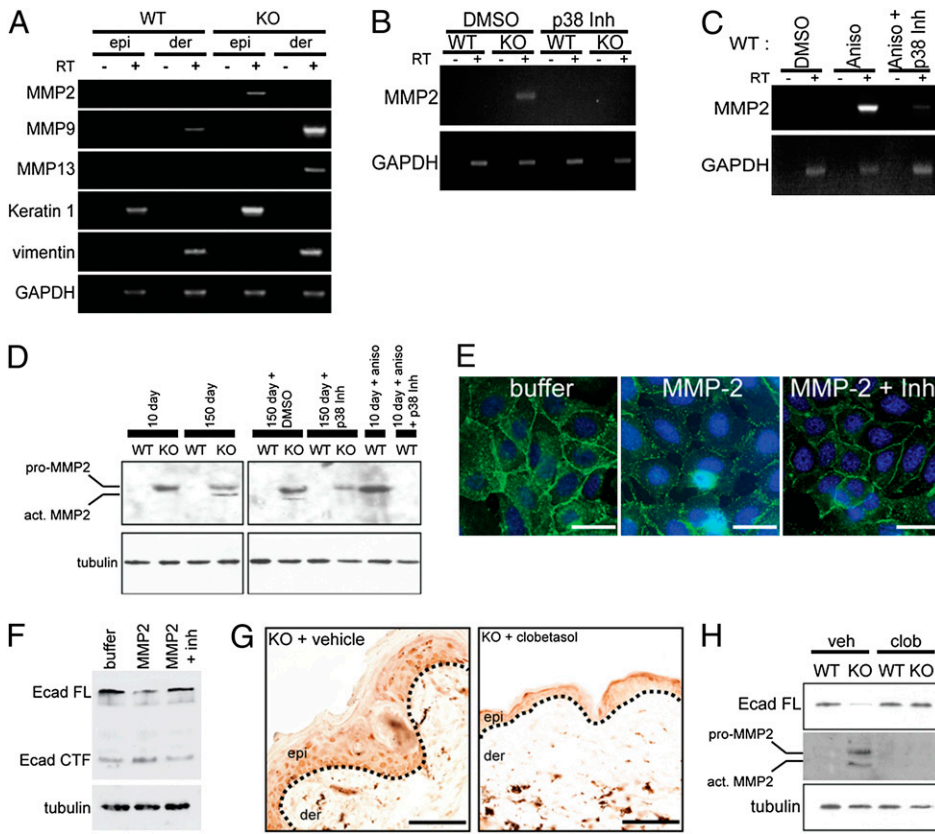 A
WT KO
epi der epi der
RT - + - + - + - +
MMP2
MMP9
MMP13
Keratin 1
vimentin
GAPDH
B
DMSO p38 Inh
WT KO WT KO
RT - + - + - + - +
MMP2
GAPDH
C
WT : DMSO Aniso Aniso + p38 Inh
RT - + - + - +
MMP2
GAPDH
D
10 day 150 day 150 day + DMSO 150 day + p38 Inh 10 day + aniso 10 day + aniso + p38 Inh
WT KO WT KO WT KO WT KO WT WT
pro-MMP2
act. MMP2
tubulin
E
buffer MMP-2 MMP-2 + Inh
F
buffer MMP2 MMP2 + inh
Ecad FL
Ecad CTF
tubulin
G
KO + vehicle KO + clobetasol
epi epi
der der
H
veh clob
WT KO WT KO
Ecad FL
pro-MMP2
act. MMP2
tubulin